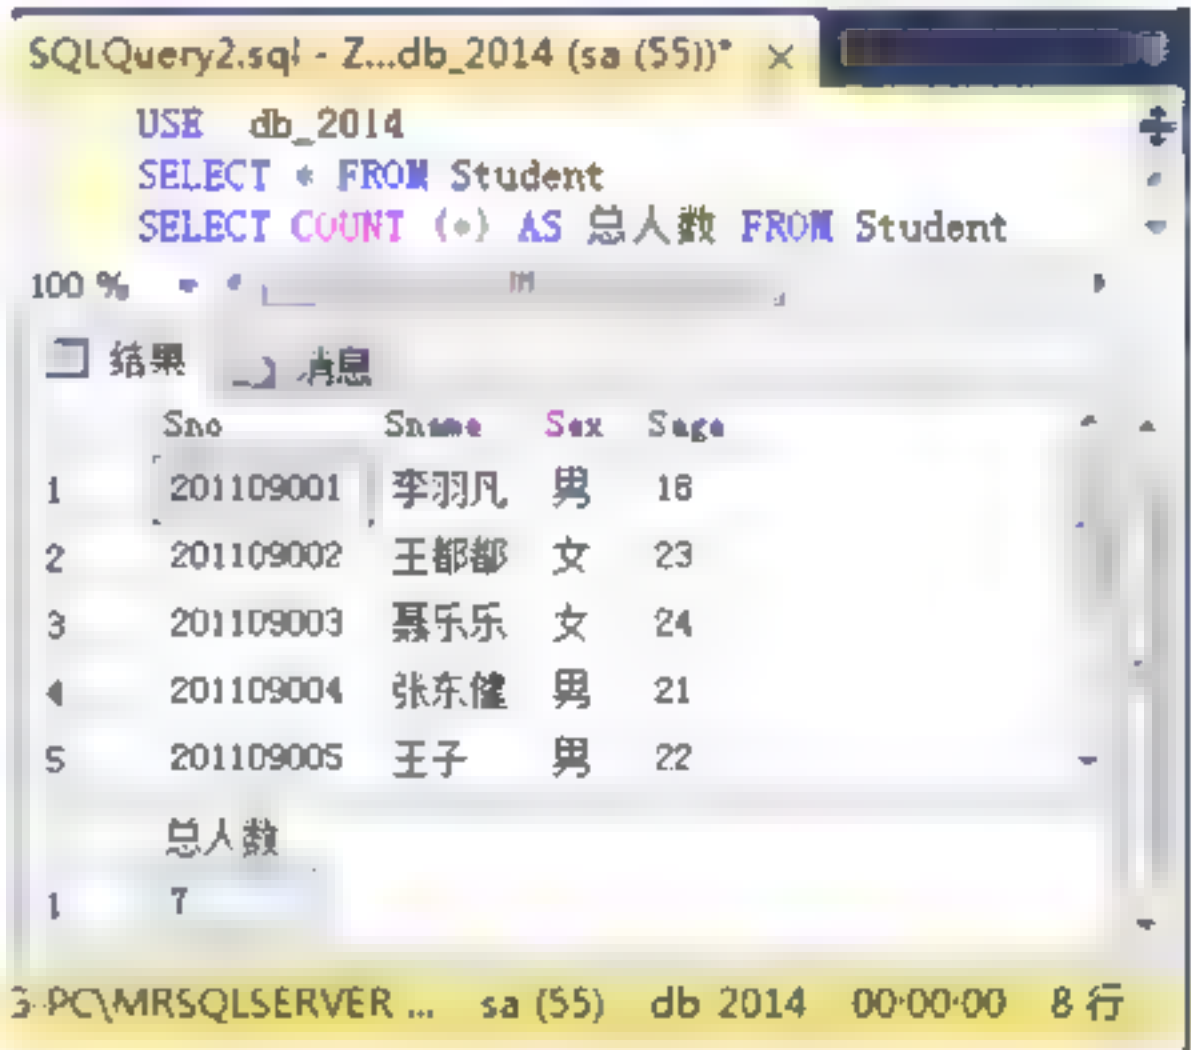 SQLQuery2.sql - Z...db_2014 (sa (55))*
USE db_2014
SELECT * FROM Student
SELECT COUNT (*) AS 总人数 FROM Student
100 %
结果 消息
Sno Sname Sex Sage
1 201109001 李羽凡 男
2 201109002 王都都 女 23
3 201109003 聂乐乐 女 24
4 201109004 张东健 男 21
5 201109005 王子 男 22
总人数
1 7
-PC\MRSQLSERVER ... sa (55) db_2014 00:00:00 8 行